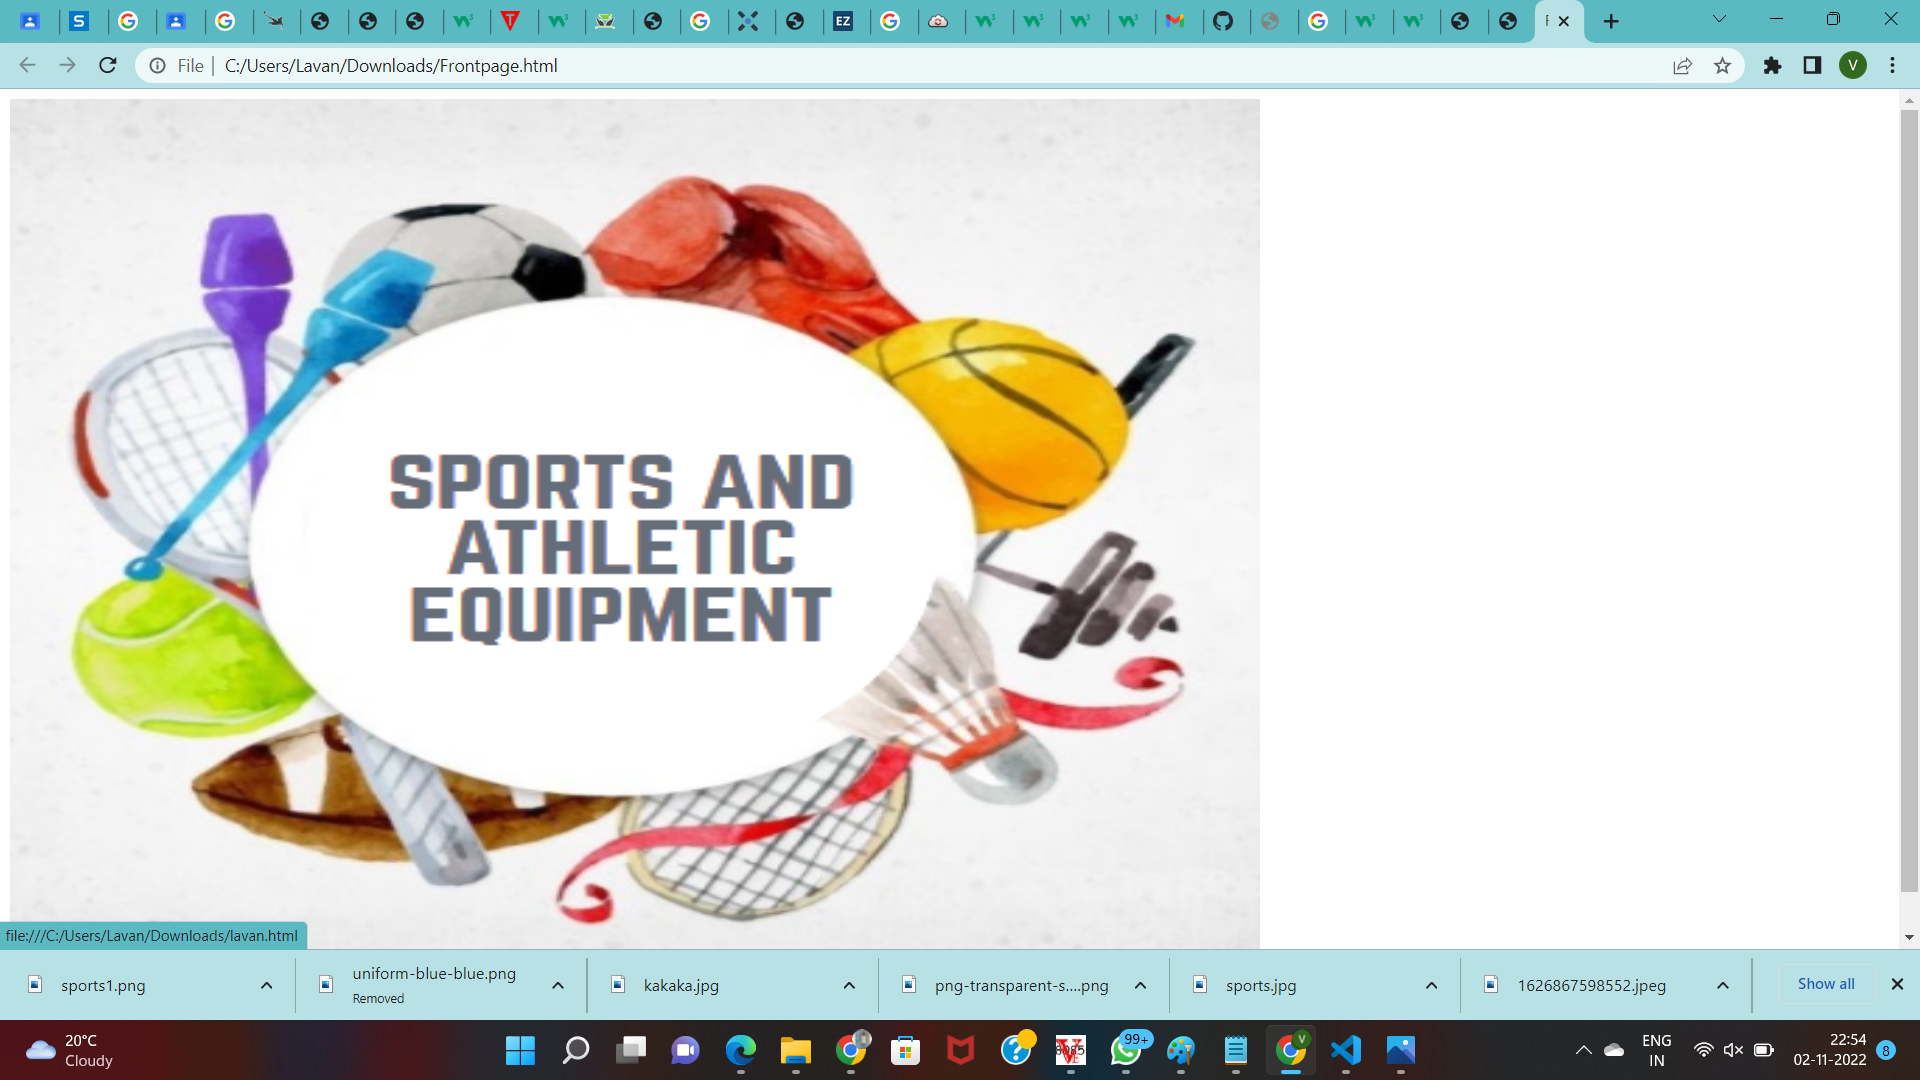 File
C:/Users/Lavan/Downloads/Frontpage.html
V
SPORTS AND
ATHLETIC
EQUIPMENT
file:///C:/Users/Lavan/Downloads/lavan.html
sports1.png
uniform-blue-blue.png
Removed
kakaka.jpg
png-transparent-s....png
sports.jpg
1626867598552.jpeg
Show all
20°C
Cloudy
99+
V
ENG
IN
22:54
02-11-2022
8